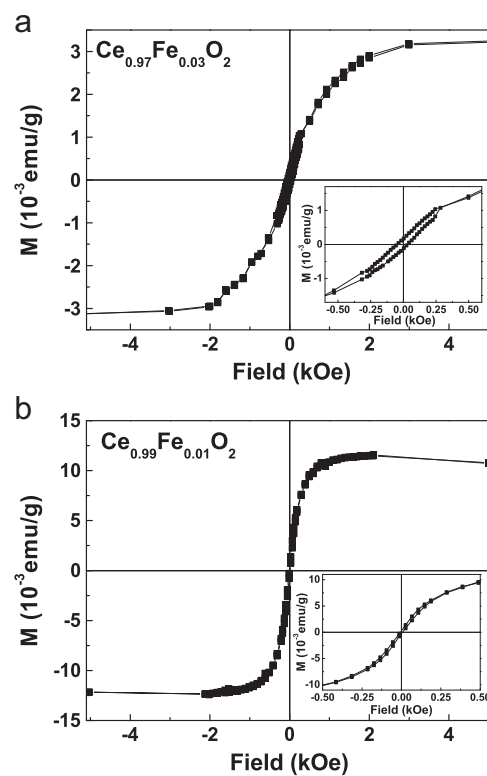 a
Ce0.97Fe0.03O2
M (10-3emu/g)
3
2
1
0
-1
-2
-3
-4 -2 0 2 4
Field (kOe)
M (10-3emu/g)
1
0
-1
-0.50 -0.25 0.00 0.25 0.50
Field (kOe)
b
Ce0.99Fe0.01O2
M (10-3emu/g)
15
10
5
0
-5
-10
-15
-4 -2 0 2 4
Field (kOe)
M (10-3emu/g)
10
5
0
-5
-10
-0.50 -0.25 0.00 0.25 0.50
Field (kOe)